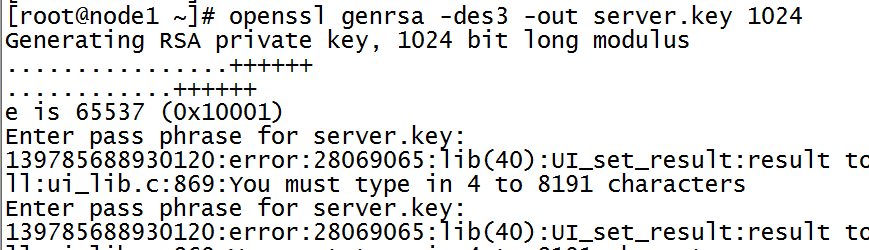 [root@node1 ~]# openssl genrsa -des3 -out server.key 1024
Generating RSA private key, 1024 bit long modulus
................++++++
............++++++
e is 65537 (0x10001)
Enter pass phrase for server.key:
139785688930120:error:28069065:lib(40):UI_set_result:result to
ll:ui_lib.c:869:You must type in 4 to 8191 characters
Enter pass phrase for server.key:
139785688930120:error:28069065:lib(40):UI_set_result:result to